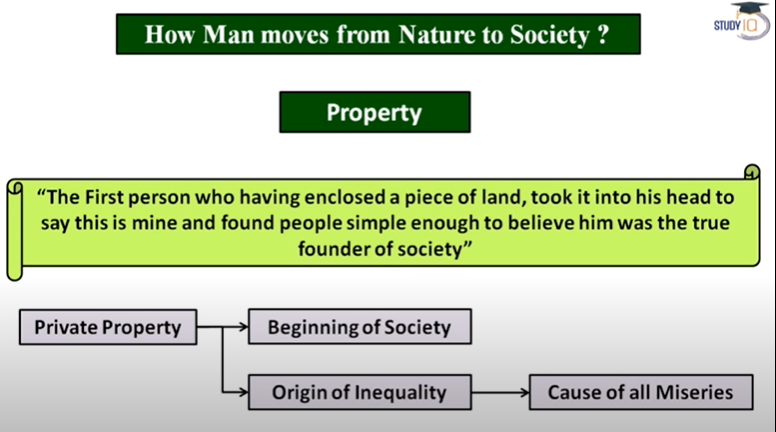 How Man moves from Nature to Society ?
STUDY IQ
Property
“The First person who having enclosed a piece of land, took it into his head to
say this is mine and found people simple enough to believe him was the true
founder of society”
Private Property
Beginning of Society
Origin of Inequality
Cause of all Miseries